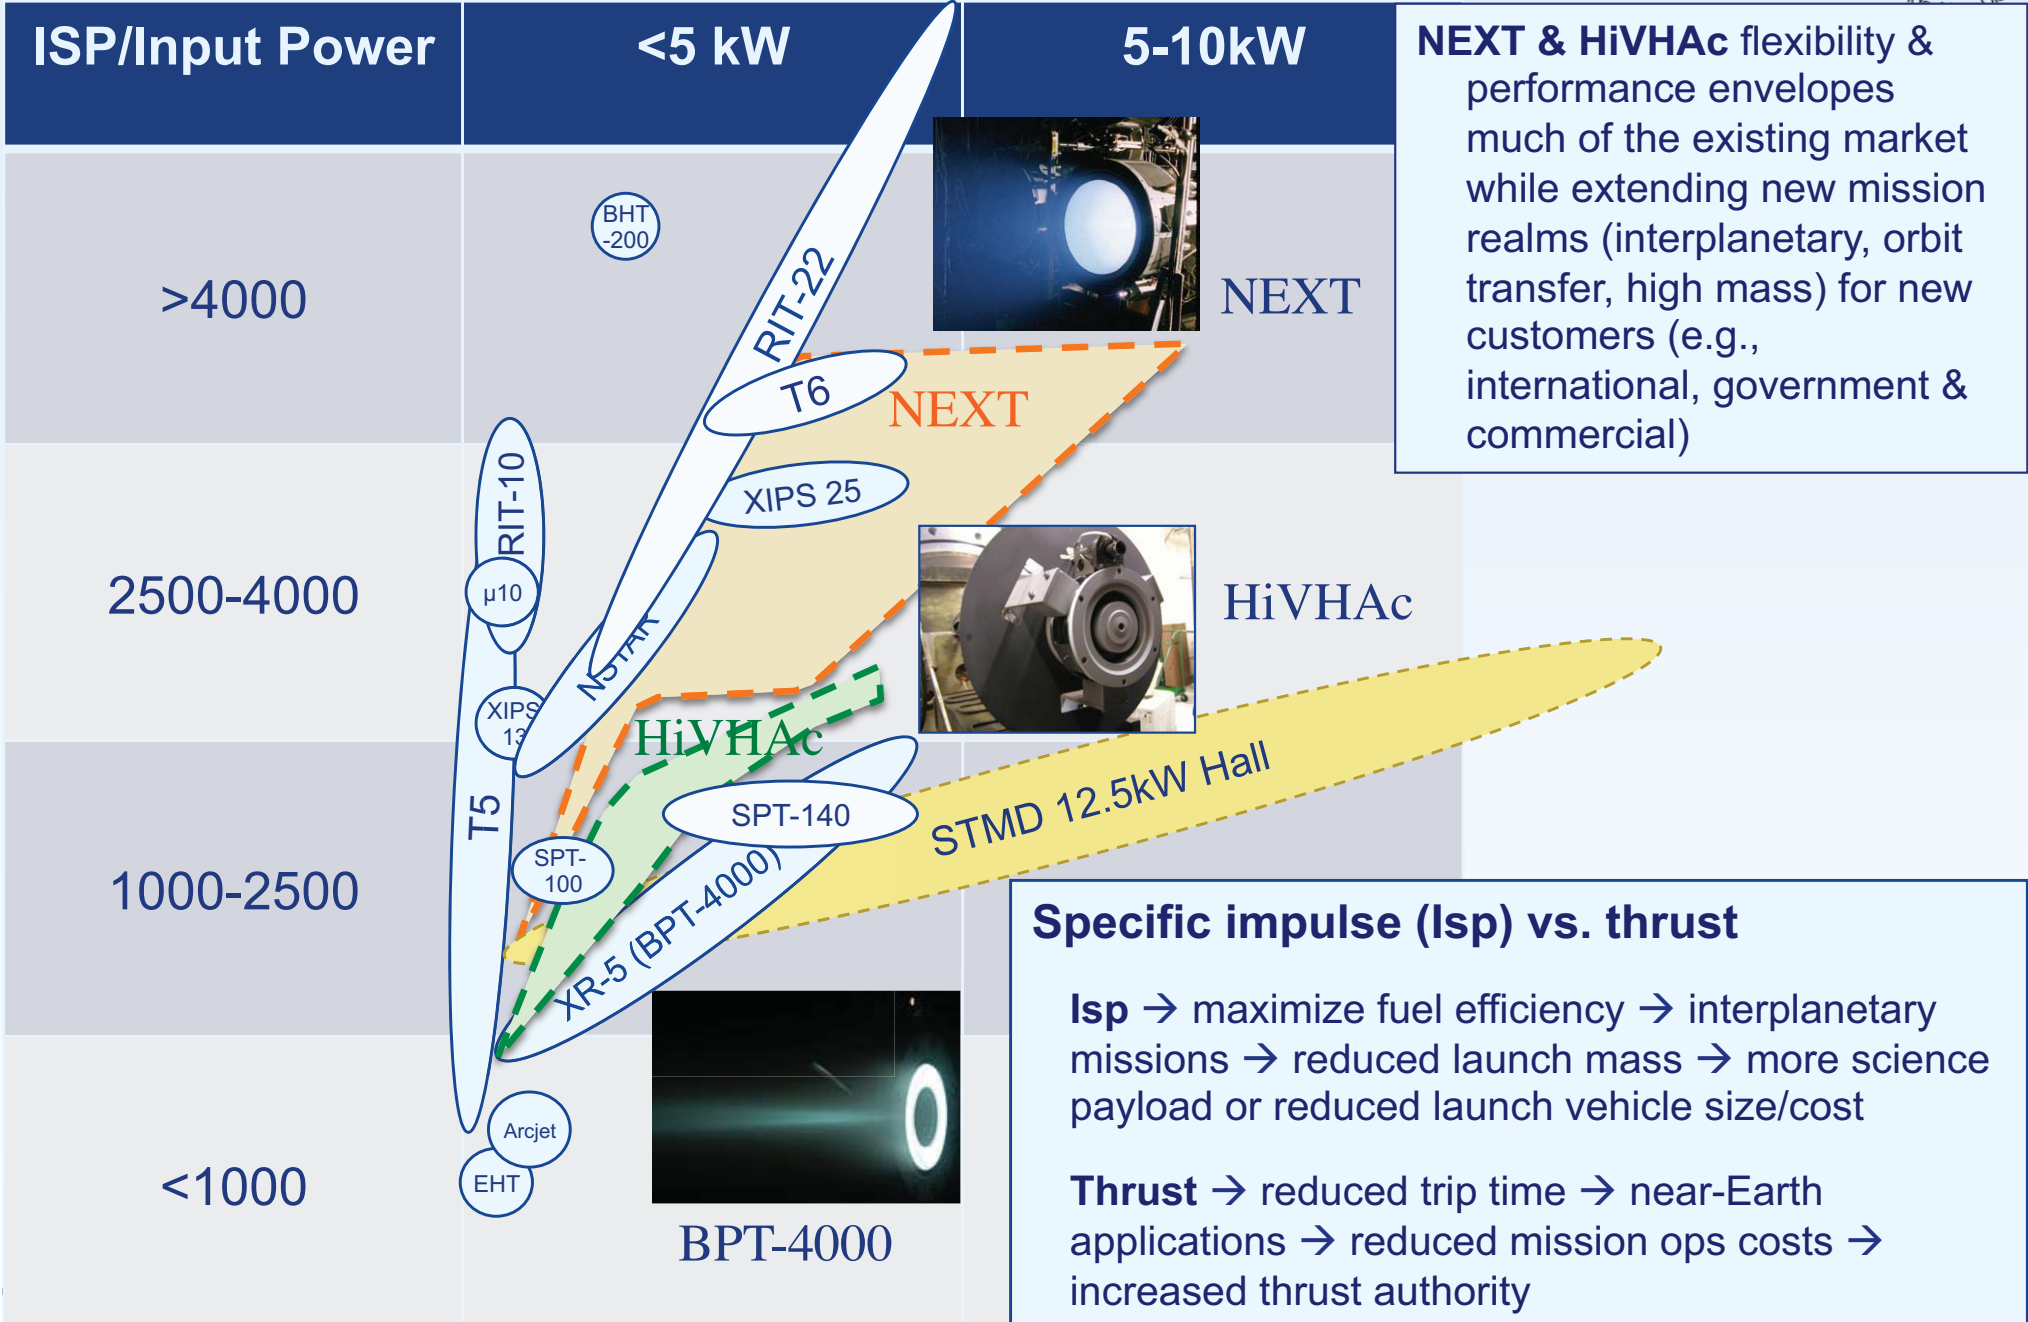 ISP/Input Power
<5 kW
5-10kW
NEXT & HiVHAc flexibility &
performance envelopes
much of the existing market
while extending new mission
realms (interplanetary, orbit
transfer, high mass) for new
customers (e.g.,
international, government &
commercial)
>4000
BHT
-200
RIT-22
NEXT
T6
NEXT
2500-4000
RIT-10
XIPS 25
µ10
NSTAR
HiVHAc
XIPS
13
HiVHAc
1000-2500
T5
SPT-140
STMD 12.5kW Hall
SPT-
100
XR-5 (BPT-4000)
<1000
Arcjet
EHT
BPT-4000
Specific impulse (Isp) vs. thrust
Isp → maximize fuel efficiency → interplanetary
missions → reduced launch mass → more science
payload or reduced launch vehicle size/cost
Thrust → reduced trip time → near-Earth
applications → reduced mission ops costs →
increased thrust authority